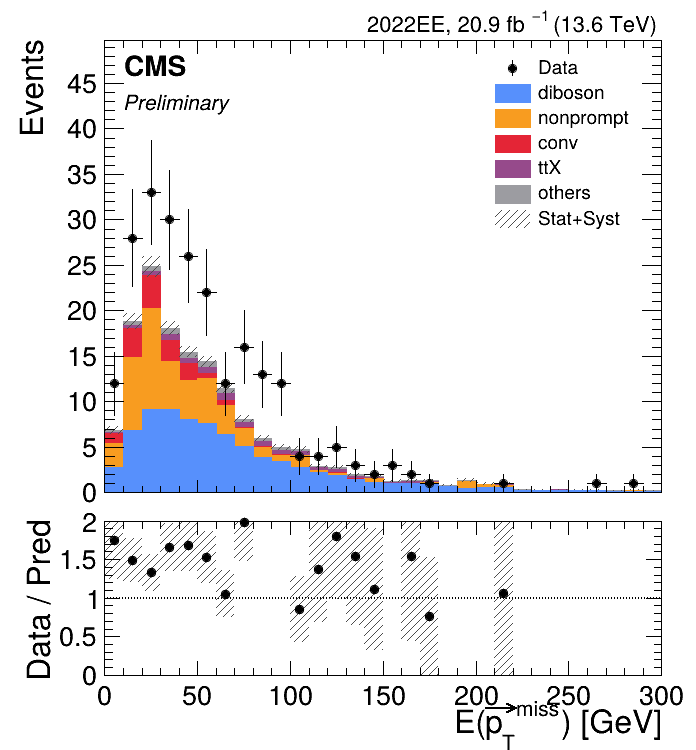 2022EE, 20.9 fb⁻¹ (13.6 TeV)
CMS
Preliminary
Events
45
40
35
30
25
20
15
10
5
0
Data
diboson
nonprompt
conv
ttX
others
Stat+Syst
Data / Pred
2
1.5
1
0.5
0
0 50 100 150 200 250 300
E(p⃗_T^miss) [GeV]